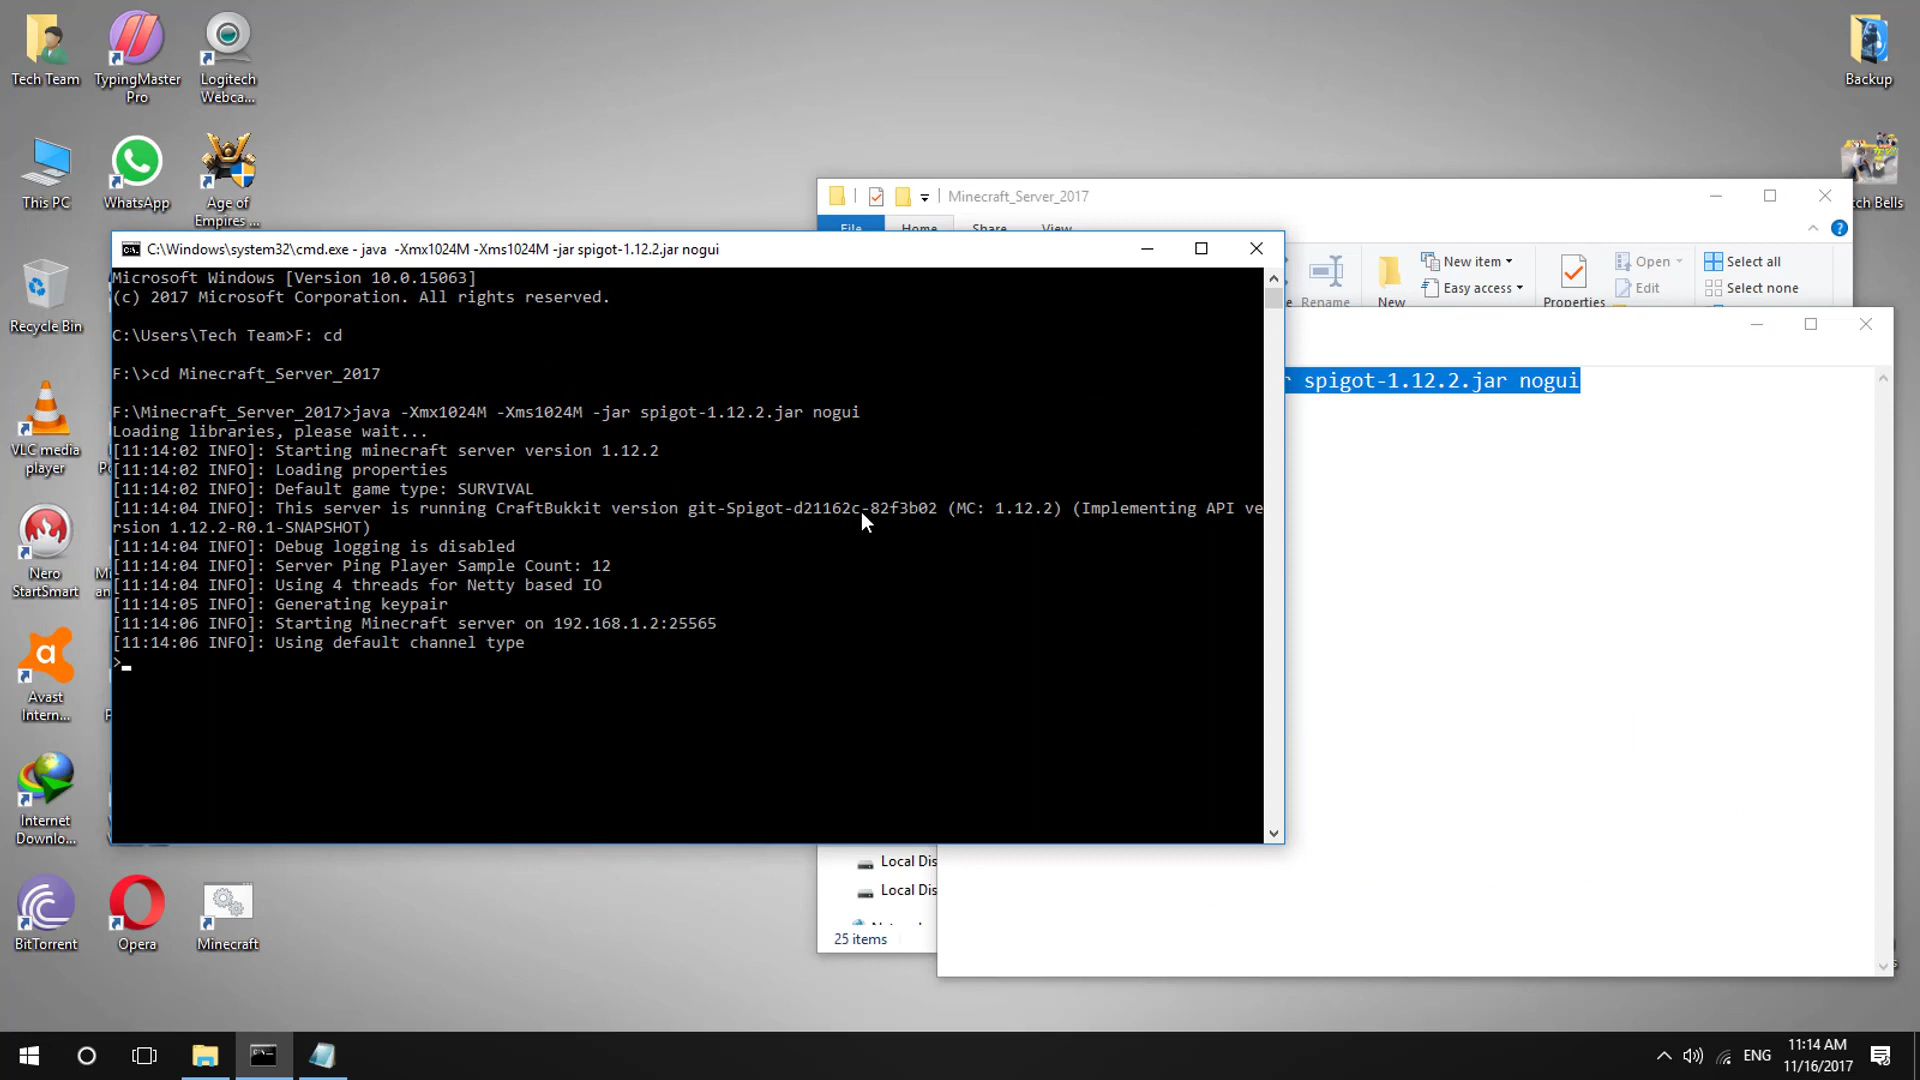 Tech Team
TypingMaster
Pro
Logitech
Webca...
Backup
This PC
WhatsApp
Age of
Empires ...
ch Bells
Recycle Bin
VLC media
player
Nero
StartSmart
Avast
Intern...
Internet
Downlo...
BitTorrent
Opera
Minecraft
Minecraft_Server_2017
File
Home
Share
View
Rename
New
New item
Easy access
Properties
Open
Edit
Select all
Select none
C:\Windows\system32\cmd.exe - java  -Xmx1024M -Xms1024M -jar spigot-1.12.2.jar nogui
Microsoft Windows [Version 10.0.15063]
(c) 2017 Microsoft Corporation. All rights reserved.
C:\Users\Tech Team>F: cd
F:\>cd Minecraft_Server_2017
F:\Minecraft_Server_2017>java -Xmx1024M -Xms1024M -jar spigot-1.12.2.jar nogui
Loading libraries, please wait...
[11:14:02 INFO]: Starting minecraft server version 1.12.2
[11:14:02 INFO]: Loading properties
[11:14:02 INFO]: Default game type: SURVIVAL
[11:14:04 INFO]: This server is running CraftBukkit version git-Spigot-d21162c-82f3b02 (MC: 1.12.2) (Implementing API ve
rsion 1.12.2-R0.1-SNAPSHOT)
[11:14:04 INFO]: Debug logging is disabled
[11:14:04 INFO]: Server Ping Player Sample Count: 12
[11:14:04 INFO]: Using 4 threads for Netty based IO
[11:14:05 INFO]: Generating keypair
[11:14:06 INFO]: Starting Minecraft server on 192.168.1.2:25565
[11:14:06 INFO]: Using default channel type
>
spigot-1.12.2.jar nogui
Local Dis
Local Dis
25 items
ENG
11:14 AM
11/16/2017